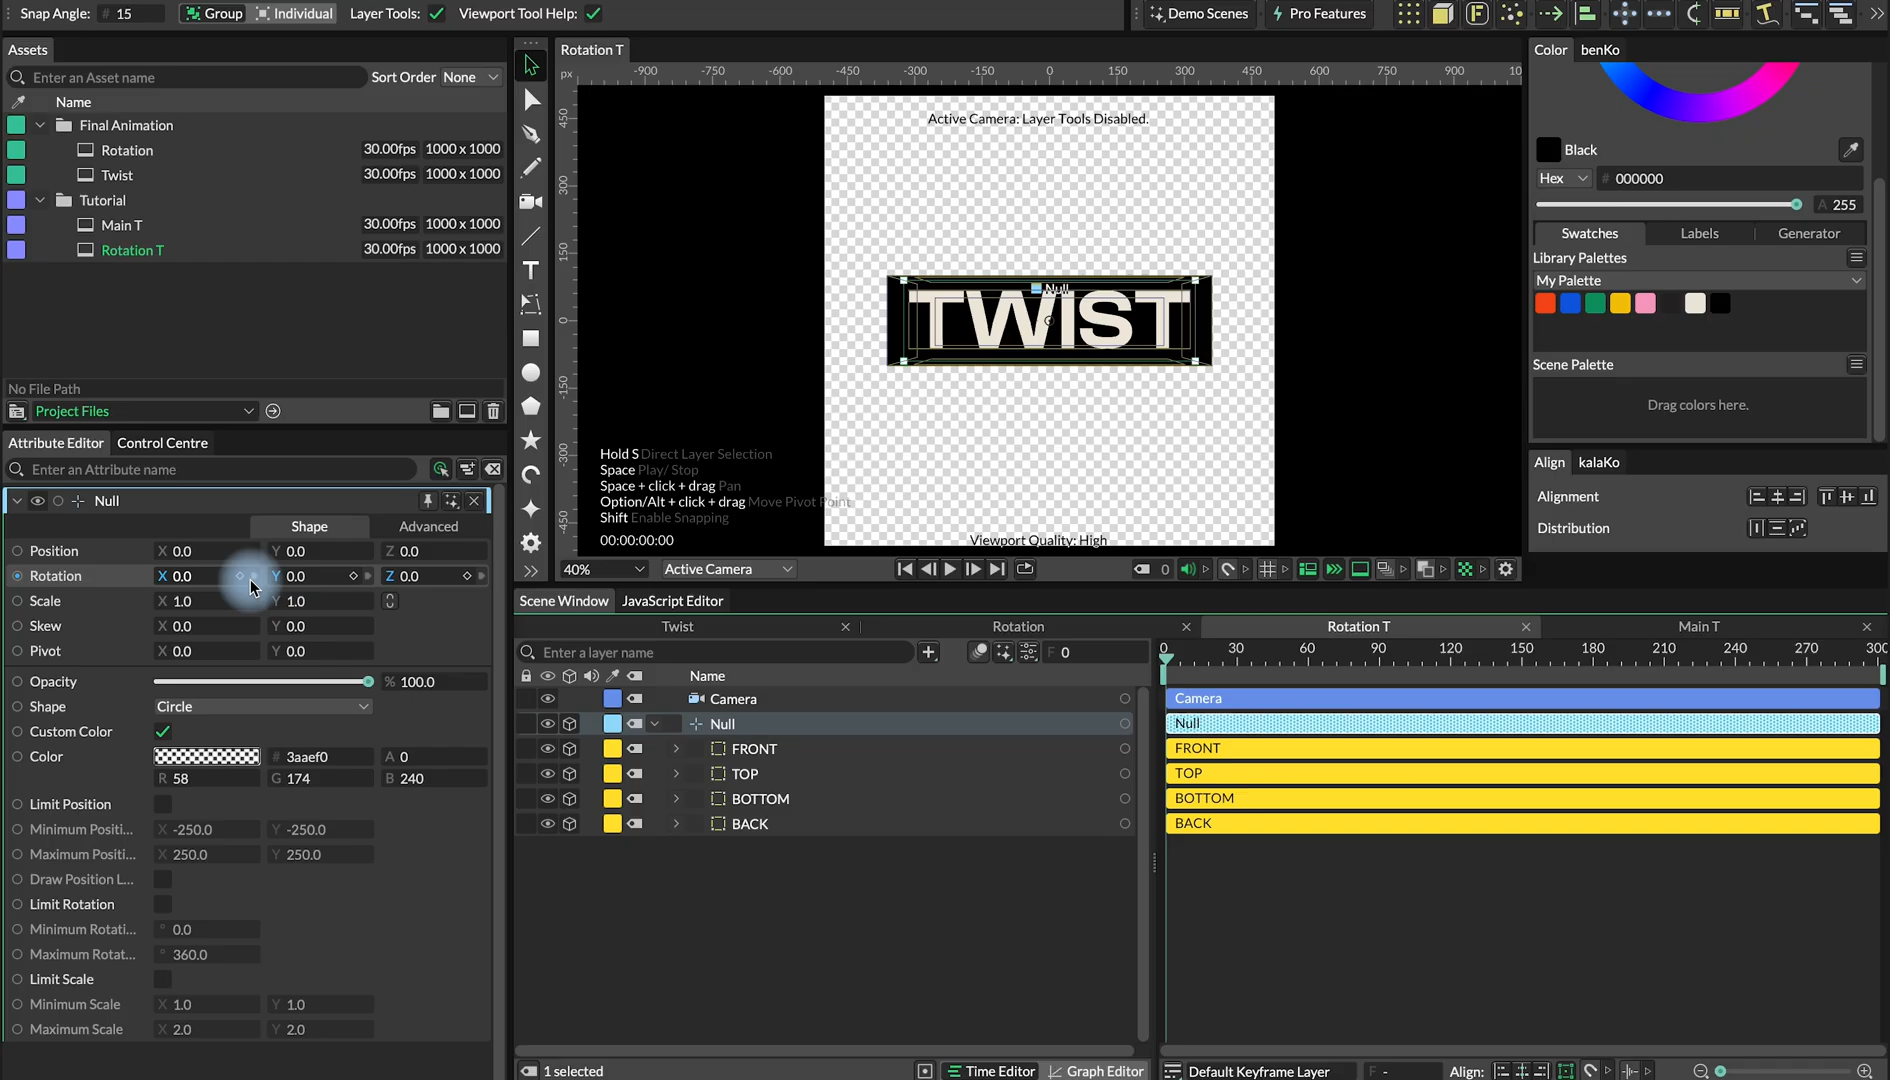 Snap Angle: # 15 Group Individual Layer Tools: Viewport Tool Help: Demo Scenes Pro Features
Assets
Enter an Asset name Sort Order None
Name
Final Animation
Rotation 30.00fps 1000 x 1000
Twist 30.00fps 1000 x 1000
Tutorial
Main T 30.00fps 1000 x 1000
Rotation T 30.00fps 1000 x 1000
No File Path
Project Files
Attribute Editor Control Centre
Enter an Attribute name
Null
Shape Advanced
Position X 0.0 Y 0.0 Z 0.0
Rotation X 0.0 Y 0.0 Z 0.0
Scale X 1.0 Y 1.0
Skew X 0.0 Y 0.0
Pivot X 0.0 Y 0.0
Opacity % 100.0
Shape Circle
Custom Color
Color # 3aaef0 A 0
R 58 G 174 B 240
Limit Position
Minimum Positi... X -250.0 Y -250.0
Maximum Positi... X 250.0 Y 250.0
Draw Position L...
Limit Rotation
Minimum Rotati... ° 0.0
Maximum Rotat... ° 360.0
Limit Scale
Minimum Scale X 1.0 Y 1.0
Maximum Scale X 2.0 Y 2.0
Rotation T
px -900 -750 -600 -450 -300 -150 0 150 300 450 600 750 900 10
450
300
150
0
-150
-300
-450
Active Camera: Layer Tools Disabled.
Null
TWIST
Hold S Direct Layer Selection
Space Play/ Stop
Space + click + drag Pan
Option/Alt + click + drag Move Pivot Point
Shift Enable Snapping
00:00:00:00
Viewport Quality: High
40% Active Camera 0
Scene Window JavaScript Editor
Twist Rotation Rotation T Main T
Enter a layer name F 0
0 30 60 90 120 150 180 210 240 270 300
Name
Camera Camera
Null Null
FRONT FRONT
TOP TOP
BOTTOM BOTTOM
BACK BACK
1 selected Time Editor Graph Editor Default Keyframe Layer F - Align:
Color benKo
Black
Hex # 000000
A 255
Swatches Labels Generator
Library Palettes
My Palette
Scene Palette
Drag colors here.
Align kalaKo
Alignment
Distribution